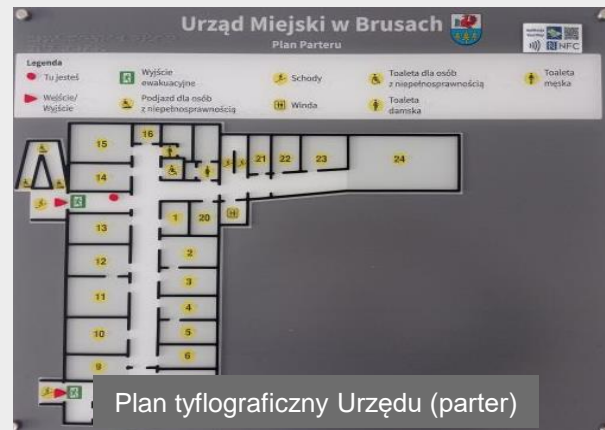 Urząd Miejski w Brusach
Plan Parteru
NFC
Legenda
Tu jesteś
Wejście/
Wyjście
Wyjście
ewakuacyjne
Podjazd dla osób
z niepełnosprawnością
Schody
Winda
Toaleta dla osób
z niepełnosprawnością
Toaleta
damska
Toaleta
męska
16
15
14
21
22
23
24
1
20
13
2
12
3
11
4
10
5
6
9
Plan tyflograficzny Urzędu (parter)